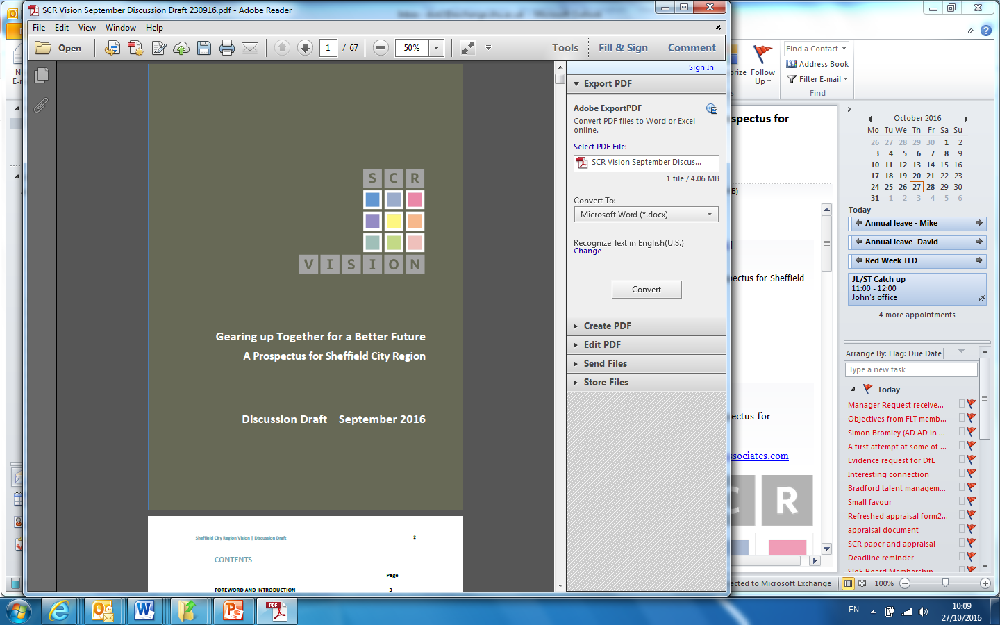 SCR Vision September Discussion Draft 230916.pdf - Adobe Reader
File Edit View Window Help
Open
1 / 67
50%
Tools Fill & Sign Comment
Sign In
Export PDF
Adobe ExportPDF
Convert PDF files to Word or Excel
online.
Select PDF File:
SCR Vision September Discus...
1 file / 4.06 MB
Convert To:
Microsoft Word (*.docx)
Recognize Text in English(U.S.)
Change
Convert
Create PDF
Edit PDF
Send Files
Store Files
S C R
V I S I O N
Gearing up Together for a Better Future
A Prospectus for Sheffield City Region
Discussion Draft September 2016
Sheffield City Region Vision | Discussion Draft 2
CONTENTS
Page
FOREWORD AND INTRODUCTION 3
Follow
Up
Find a Contact
Address Book
Filter E-mail
Find
spectus for
pectus for Sheffield
ectus for
ssociates.com
C R
October 2016
Mo Tu We Th Fr Sa Su
26 27 28 29 30 1 2
3 4 5 6 7 8 9
10 11 12 13 14 15 16
17 18 19 20 21 22 23
24 25 26 27 28 29 30
31 1 2 3 4 5 6
Today
Annual leave - Mike
Annual leave -David
Red Week TED
JL/ST Catch up
11:00 - 12:00
John's office
4 more appointments
Arrange By: Flag: Due Date
Type a new task
Today
Manager Request receive...
Objectives from FLT memb...
Simon Bromley (AD AD in ...
A first attempt at some of ...
Evidence request for DfE
Interesting connection
Bradford talent managem...
Small favour
Refreshed appraisal form2...
appraisal document
SCR paper and appraisal
Deadline reminder
SIoF Board Membership
ected to Microsoft Exchange
100%
EN
10:09
27/10/2016